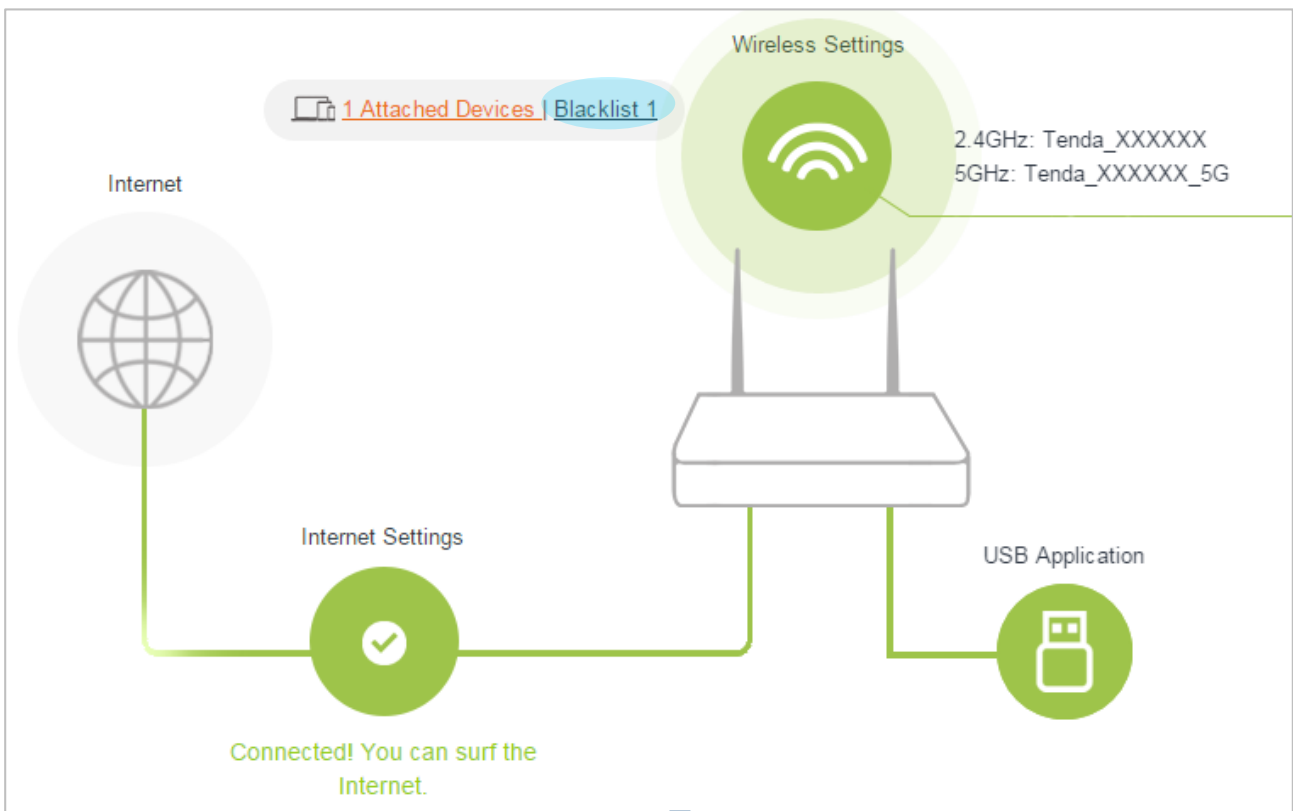 Wireless Settings
1 Attached Devices | Blacklist 1
2.4GHz: Tenda_XXXXXX
5GHz: Tenda_XXXXXX_5G
Internet
Internet Settings
USB Application
Connected! You can surf the
Internet.